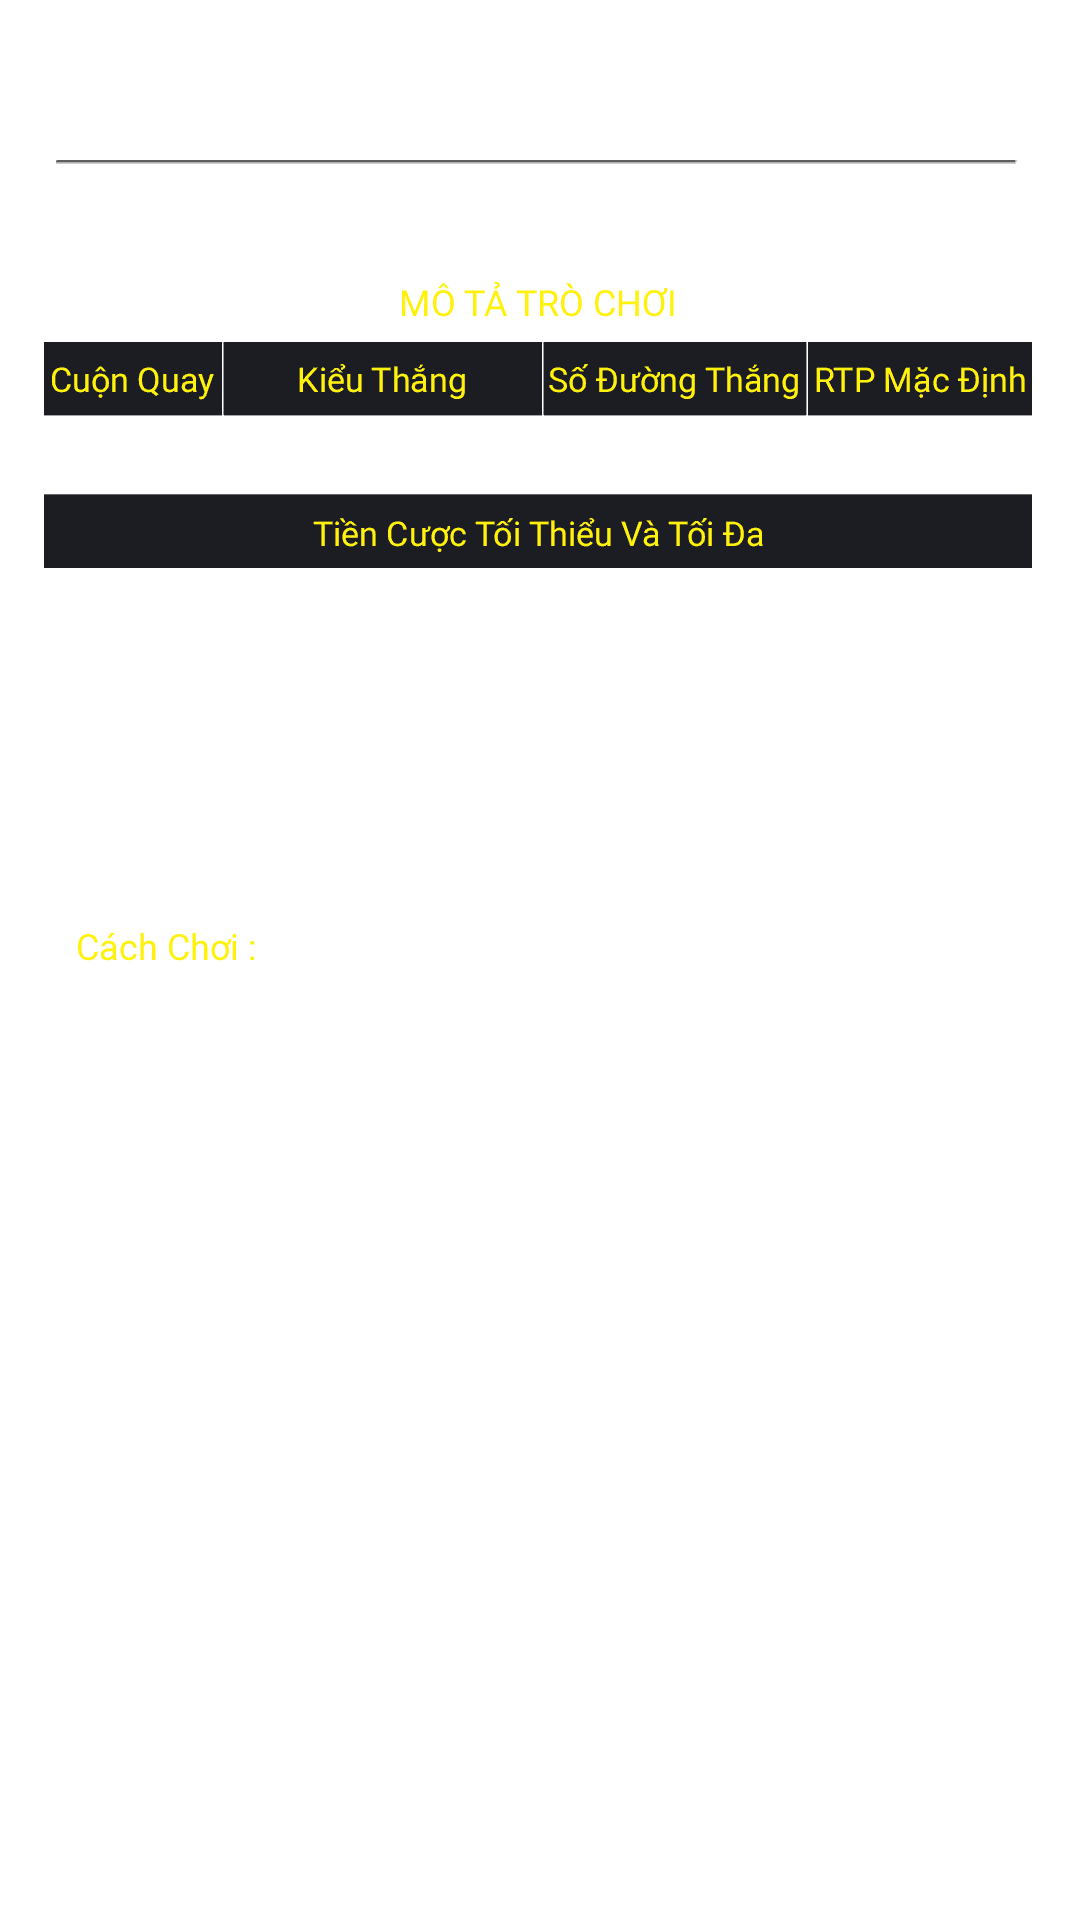 MÔ TẢ TRÒ CHƠI
Cuộn Quay Kiểu Thắng Số Đường Thắng RTP Mặc Định
Tiền Cược Tối Thiểu Và Tối Đa
Cách Chơi :